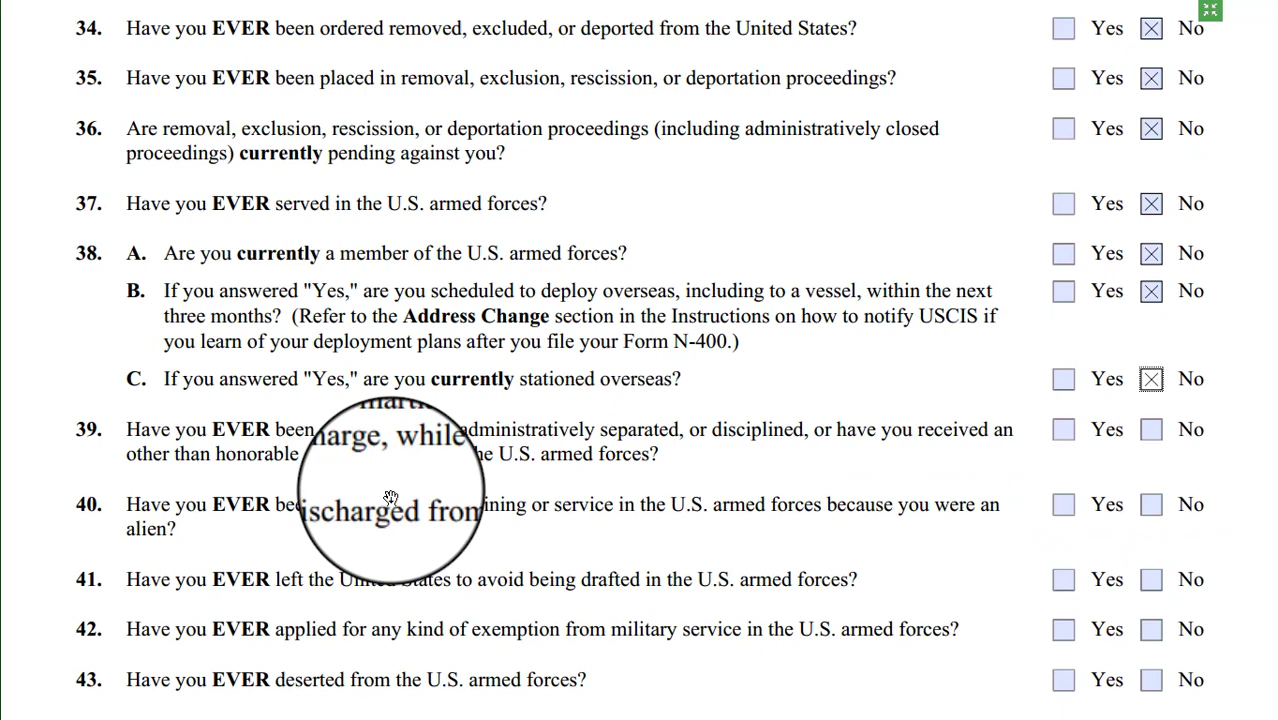 34. Have you EVER been ordered removed, excluded, or deported from the United States? Yes No
35. Have you EVER been placed in removal, exclusion, rescission, or deportation proceedings? Yes No
36. Are removal, exclusion, rescission, or deportation proceedings (including administratively closed Yes No
proceedings) currently pending against you?
37. Have you EVER served in the U.S. armed forces? Yes No
38. A. Are you currently a member of the U.S. armed forces? Yes No
B. If you answered "Yes," are you scheduled to deploy overseas, including to a vessel, within the next Yes No
three months? (Refer to the Address Change section in the Instructions on how to notify USCIS if
you learn of your deployment plans after you file your Form N-400.)
C. If you answered "Yes," are you currently stationed overseas? Yes No
39. Have you EVER been harge, while administratively separated, or disciplined, or have you received an Yes No
other than honorable he U.S. armed forces?
40. Have you EVER be ischarged from ining or service in the U.S. armed forces because you were an Yes No
alien?
41. Have you EVER left the United States to avoid being drafted in the U.S. armed forces? Yes No
42. Have you EVER applied for any kind of exemption from military service in the U.S. armed forces? Yes No
43. Have you EVER deserted from the U.S. armed forces? Yes No